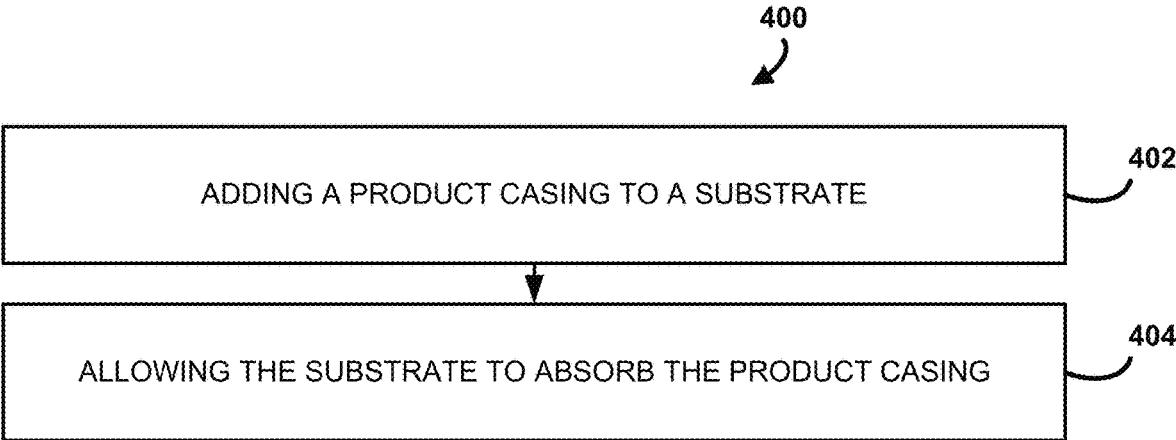 400
ADDING A PRODUCT CASING TO A SUBSTRATE
402
ALLOWING THE SUBSTRATE TO ABSORB THE PRODUCT CASING
404